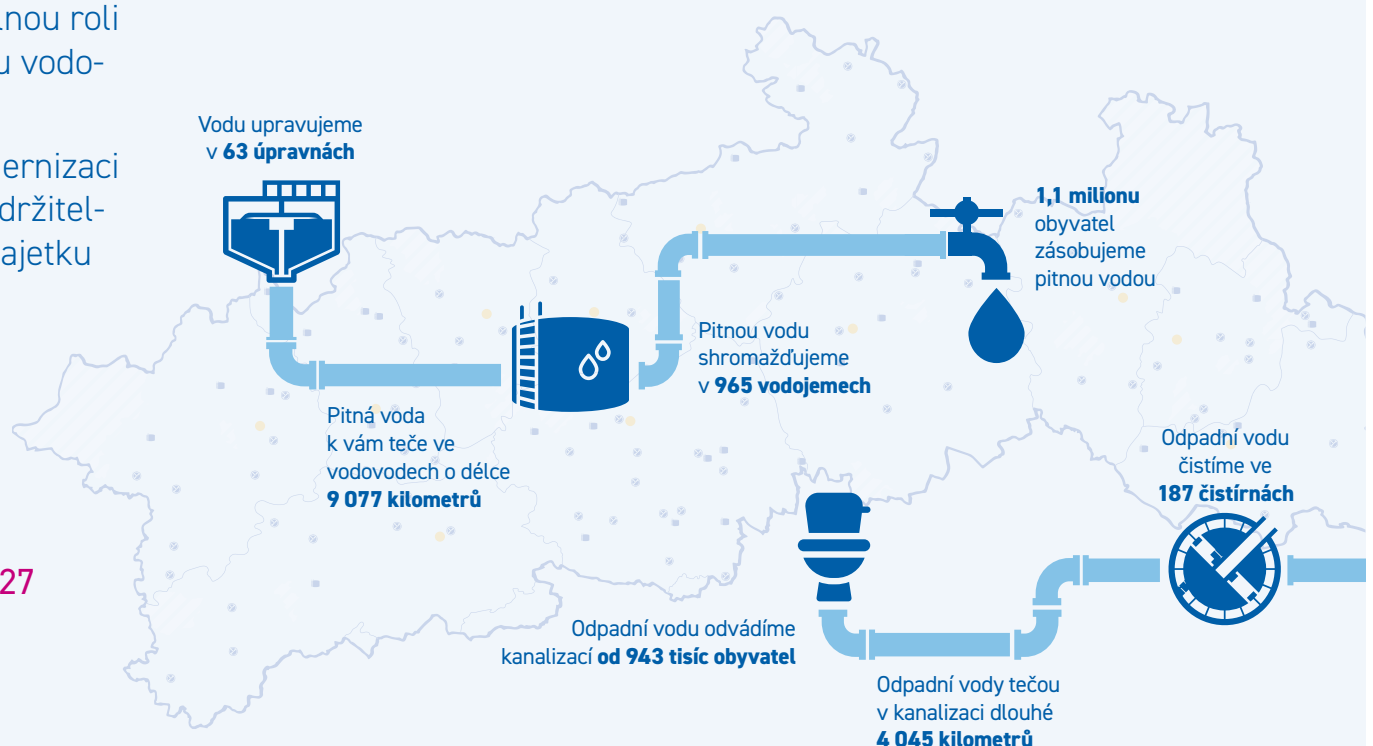 lnou roli
u vodo-
ernizaci
držitel-
ajetku
27
Vodu upravujeme
v 63 úpravnách
Pitná voda
k vám teče ve
vodovodech o délce
9 077 kilometrů
Pitnou vodu
shromažďujeme
v 965 vodojemech
1,1 milionu
obyvatel
zásobujeme
pitnou vodou
Odpadní vodu odvádíme
kanalizací od 943 tisíc obyvatel
Odpadní vody tečou
v kanalizaci dlouhé
4 045 kilometrů
Odpadní vodu
čistíme ve
187 čistírnách